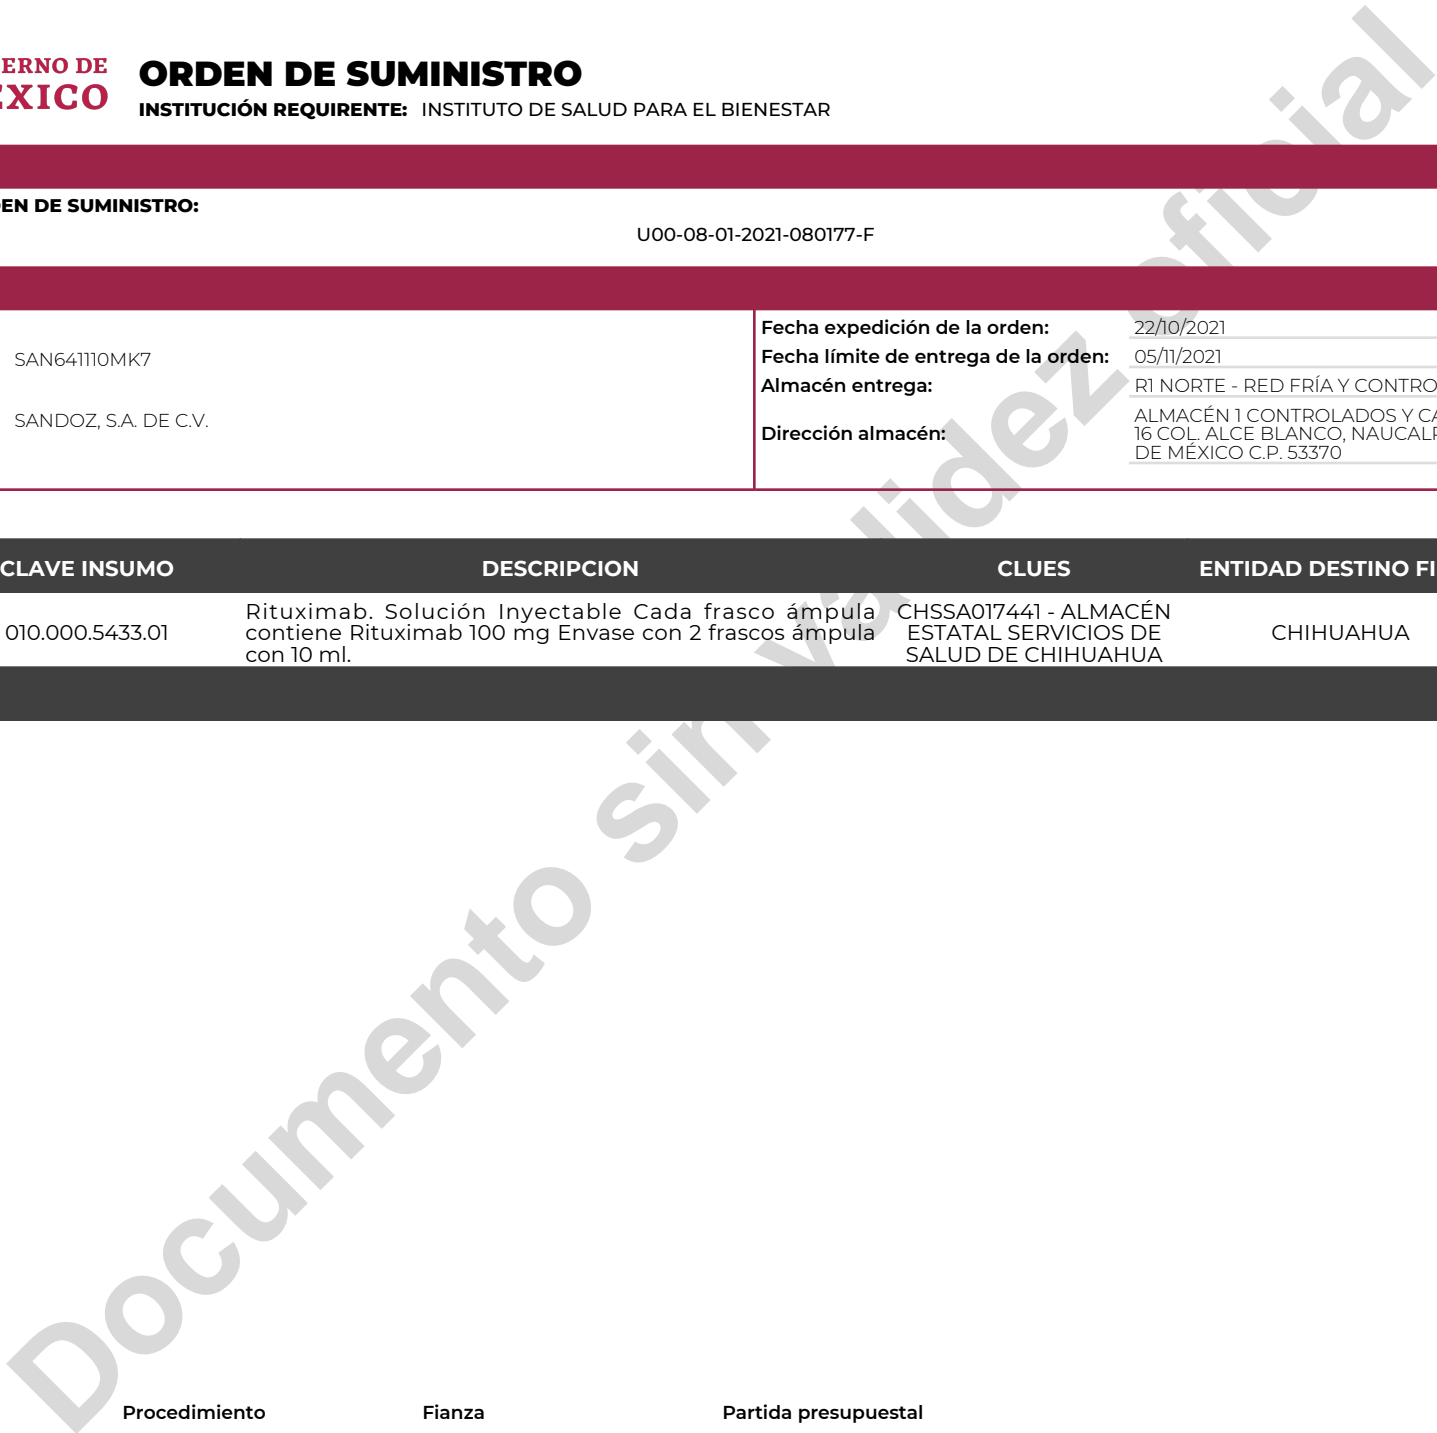 ERNO DE
ÉXICO
ORDEN DE SUMINISTRO
INSTITUCIÓN REQUIRENTE: INSTITUTO DE SALUD PARA EL BIENESTAR
EN DE SUMINISTRO:
U00-08-01-2021-080177-F
SAN641110MK7
SANDOZ, S.A. DE C.V.
Fecha expedición de la orden: 22/10/2021
Fecha límite de entrega de la orden: 05/11/2021
Almacén entrega: R1 NORTE - RED FRÍA Y CONTRO
Dirección almacén: ALMACÉN 1 CONTROLADOS Y CA
16 COL. ALCE BLANCO, NAUCALP
DE MÉXICO C.P. 53370
CLAVE INSUMO DESCRIPCION CLUES ENTIDAD DESTINO FI
010.000.5433.01
Rituximab. Solución Inyectable Cada frasco ámpula
contiene Rituximab 100 mg Envase con 2 frascos ámpula
con 10 ml.
CHSSA017441 - ALMACÉN
ESTATAL SERVICIOS DE
SALUD DE CHIHUAHUA
CHIHUAHUA
Documento sin validez oficial
Procedimiento Fianza Partida presupuestal